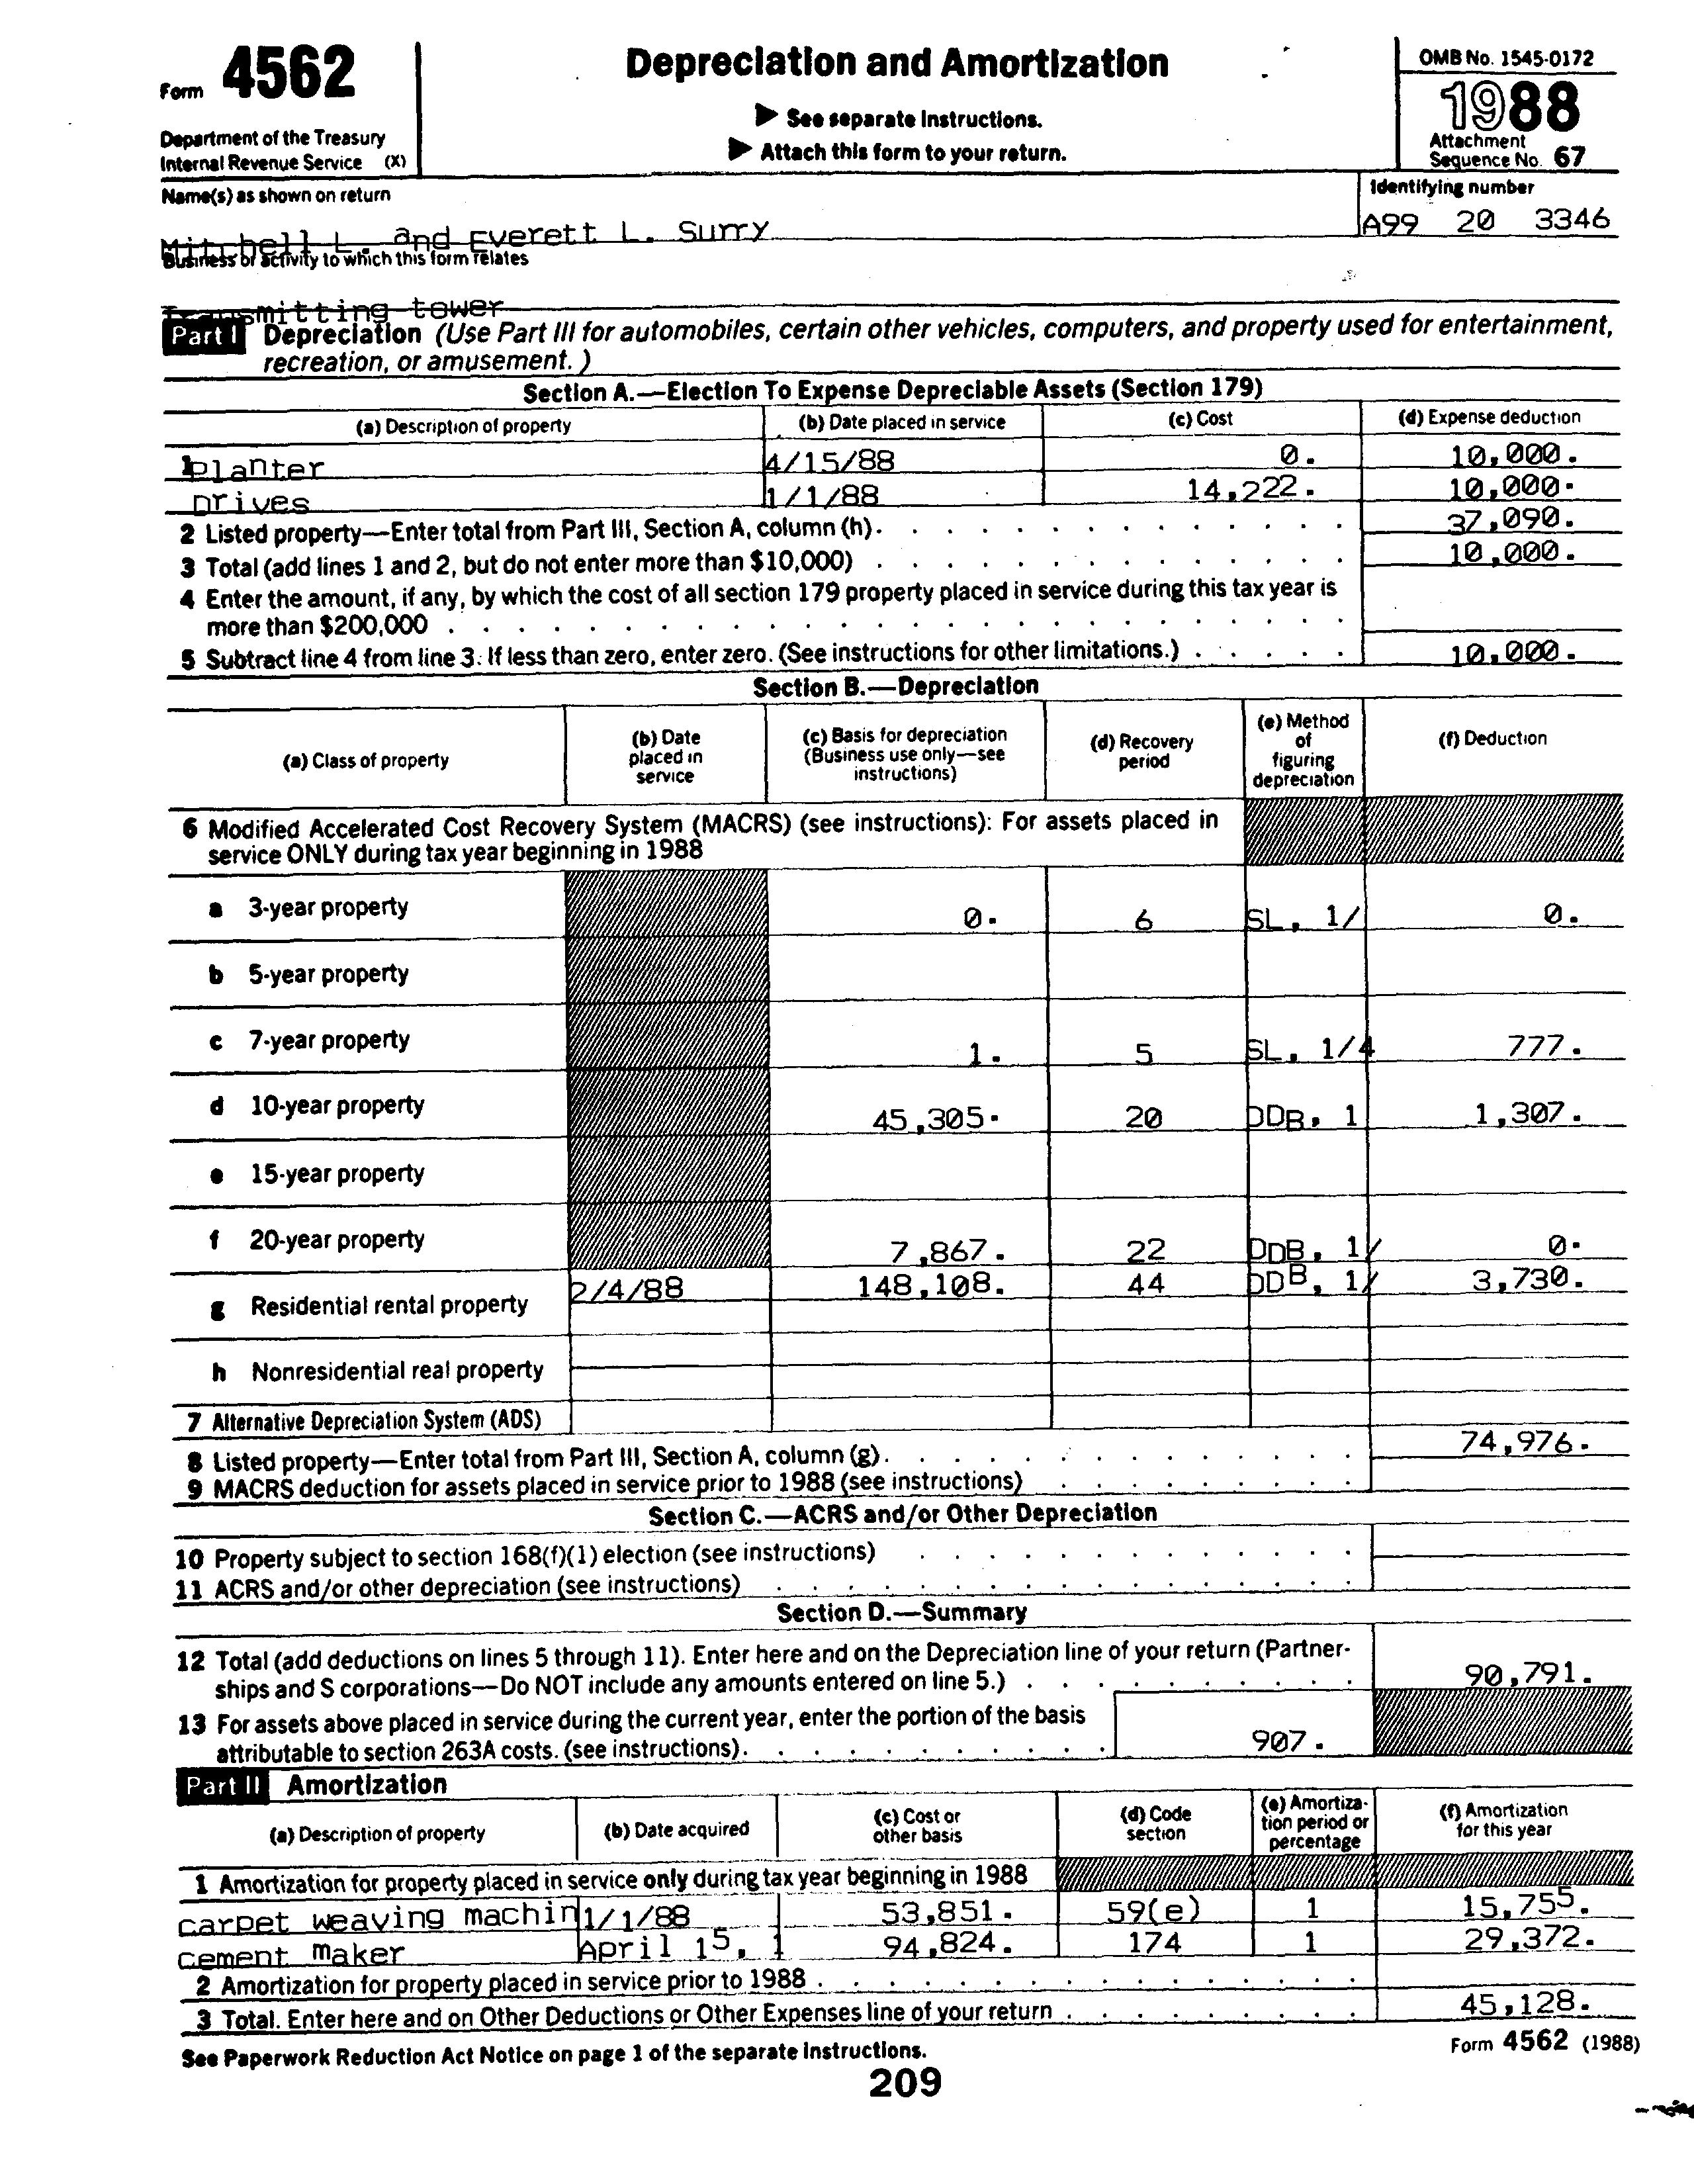 Form 4562
Department of the Treasury
Internal Revenue Service (X)
Depreciation and Amortization
▶ See separate instructions.
▶ Attach this form to your return.
OMB No. 1545-0172
1988
Attachment
Sequence No. 67
Name(s) as shown on return
Identifying number
Mitchell L. and Everett L. Surry
A99 20 3346
Business or activity to which this form relates
Transmitting tower
Part I Depreciation (Use Part III for automobiles, certain other vehicles, computers, and property used for entertainment,
recreation, or amusement.)
Section A.—Election To Expense Depreciable Assets (Section 179)
(a) Description of property (b) Date placed in service (c) Cost (d) Expense deduction
1 planter 4/15/88 0. 10,000.
Drives 1/1/88 14,222. 10,000.
2 Listed property—Enter total from Part III, Section A, column (h). 37,090.
3 Total (add lines 1 and 2, but do not enter more than $10,000) 10,000.
4 Enter the amount, if any, by which the cost of all section 179 property placed in service during this tax year is
more than $200,000
5 Subtract line 4 from line 3. If less than zero, enter zero. (See instructions for other limitations.) 10,000.
Section B.—Depreciation
(a) Class of property
(b) Date
placed in
service
(c) Basis for depreciation
(Business use only—see
instructions)
(d) Recovery
period
(e) Method
of
figuring
depreciation
(f) Deduction
6 Modified Accelerated Cost Recovery System (MACRS) (see instructions): For assets placed in
service ONLY during tax year beginning in 1988
a 3-year property 0. 6 SL, 1/ 0.
b 5-year property
c 7-year property 1. 5 SL, 1/4 777.
d 10-year property 45,305. 20 DDB, 1 1,307.
e 15-year property
f 20-year property 7,867. 22 DDB, 1/ 0.
g Residential rental property 2/4/88 148,108. 44 DDB, 1/ 3,730.
h Nonresidential real property
7 Alternative Depreciation System (ADS)
8 Listed property—Enter total from Part III, Section A, column (g). 74,976.
9 MACRS deduction for assets placed in service prior to 1988 (see instructions)
Section C.—ACRS and/or Other Depreciation
10 Property subject to section 168(f)(1) election (see instructions)
11 ACRS and/or other depreciation (see instructions)
Section D.—Summary
12 Total (add deductions on lines 5 through 11). Enter here and on the Depreciation line of your return (Partner-
ships and S corporations—Do NOT include any amounts entered on line 5.) 90,791.
13 For assets above placed in service during the current year, enter the portion of the basis
attributable to section 263A costs. (see instructions). 907.
Part II Amortization
(a) Description of property
(b) Date acquired
(c) Cost or
other basis
(d) Code
section
(e) Amortiza-
tion period or
percentage
(f) Amortization
for this year
1 Amortization for property placed in service only during tax year beginning in 1988
carpet weaving machin 1/1/88 53,851. 59(e) 1 15,755.
cement maker April 15, 1 94,824. 174 1 29,372.
2 Amortization for property placed in service prior to 1988
3 Total. Enter here and on Other Deductions or Other Expenses line of your return 45,128.
See Paperwork Reduction Act Notice on page 1 of the separate instructions.
Form 4562 (1988)
209